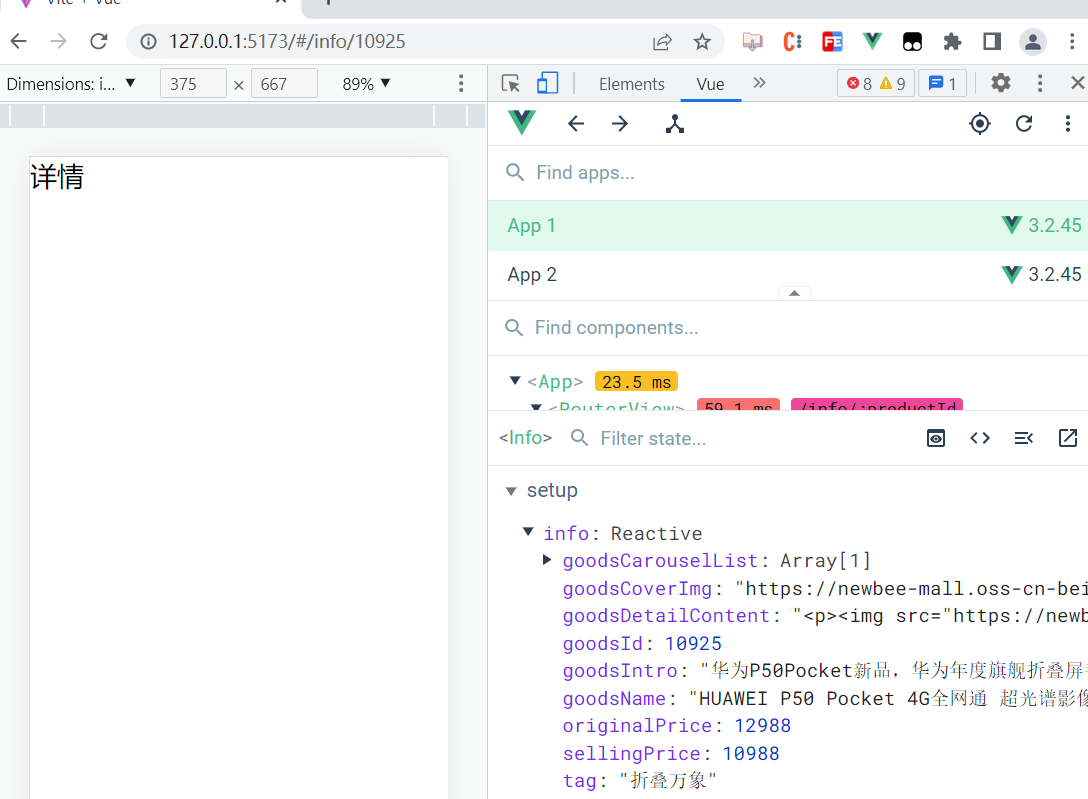 Vite + Vue
127.0.0.1:5173/#/info/10925
Dimensions: i... 375 × 667 89%
Elements Vue 8 9 1
Find apps...
App 1 3.2.45
App 2 3.2.45
Find components...
<App> 23.5 ms
<RouterView> 59.1 ms /info/:productId
<Info> Filter state...
setup
info: Reactive
goodsCarouselList: Array[1]
goodsCoverImg: "https://newbee-mall.oss-cn-bei
goodsDetailContent: "<p><img src="https://newb
goodsId: 10925
goodsIntro: "华为P50Pocket新品，华为年度旗舰折叠屏
goodsName: "HUAWEI P50 Pocket 4G全网通 超光谱影像
originalPrice: 12988
sellingPrice: 10988
tag: "折叠万象"
详情